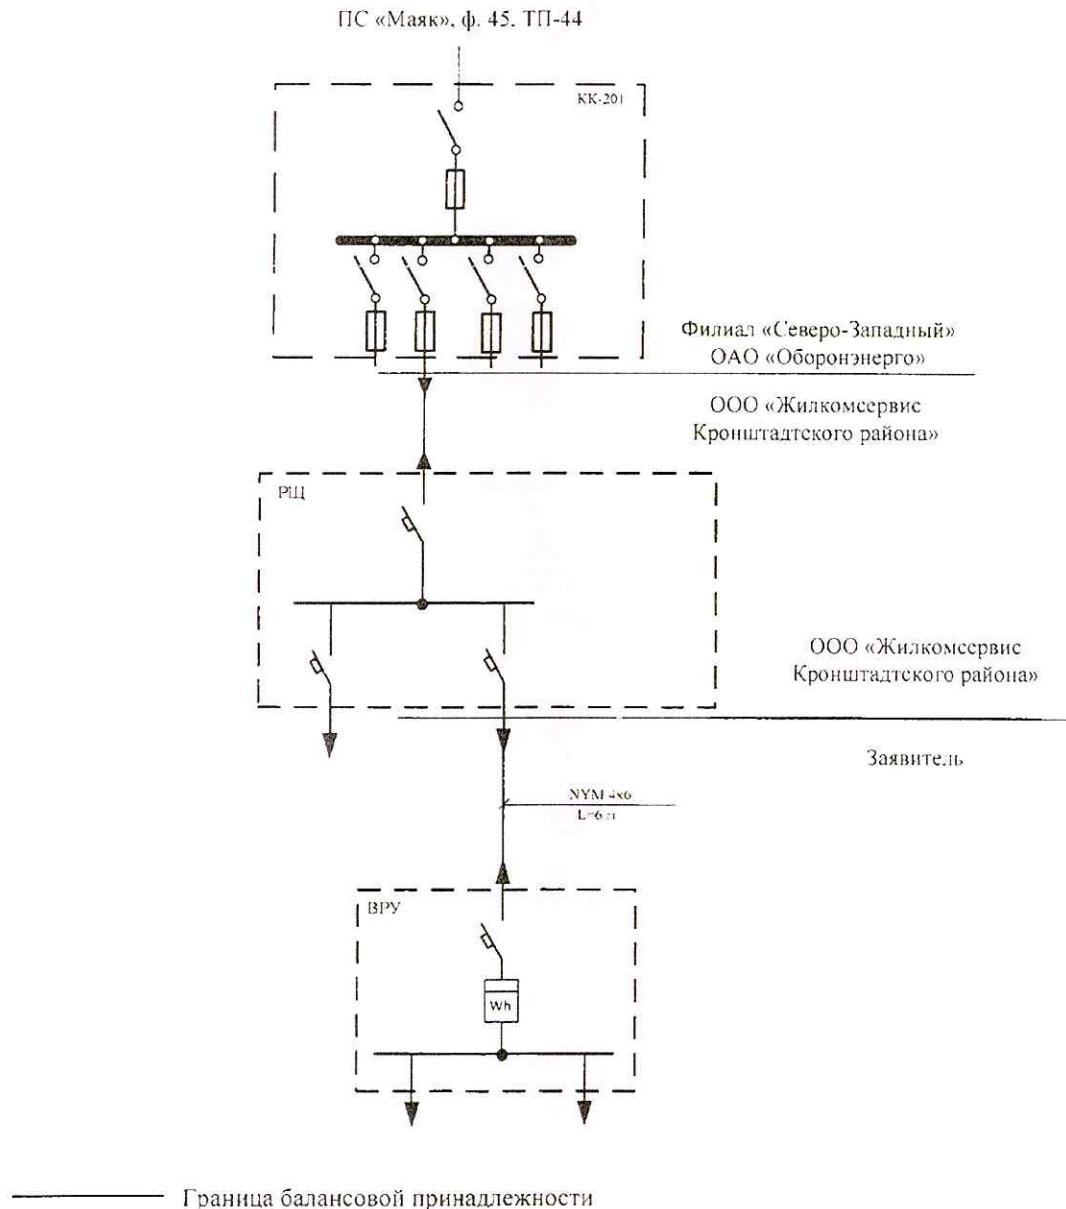 ПС «Маяк», ф. 45, ТП-44
КК-201
Филиал «Северо-Западный»
ОАО «Оборонэнерго»
ООО «Жилкомсервис
Кронштадтского района»
РЩ
ООО «Жилкомсервис
Кронштадтского района»
Заявитель
NYM 4x6
L=6 м
ВРУ
Wh
Граница балансовой принадлежности